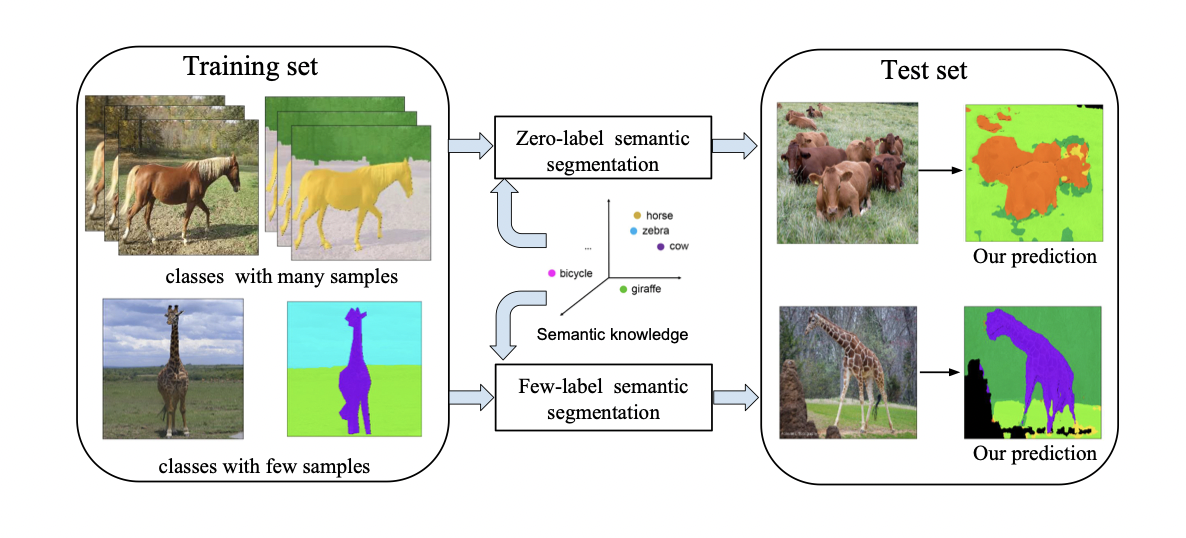 Training set
classes with many samples
classes with few samples
Zero-label semantic
segmentation
horse
zebra
cow
...
bicycle
giraffe
Semantic knowledge
Few-label semantic
segmentation
Test set
Our prediction
Our prediction